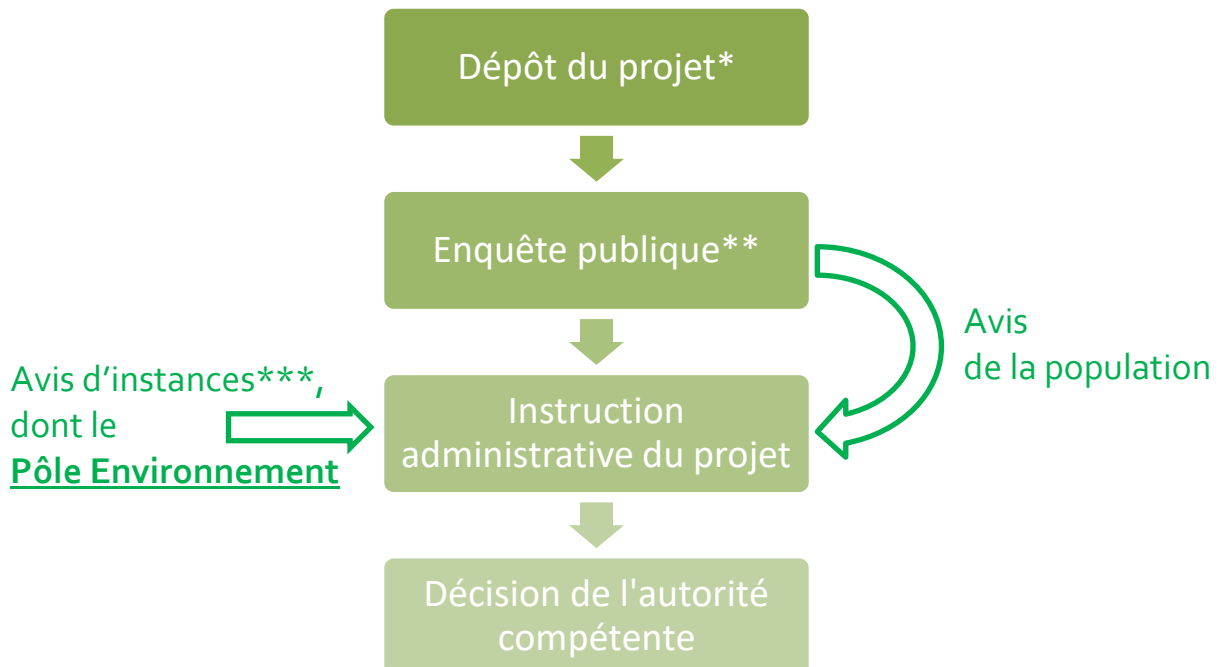 Dépôt du projet*
Enquête publique**
Avis
de la population
Avis d’instances***,
dont le
Pôle Environnement
Instruction
administrative du projet
Décision de l'autorité
compétente